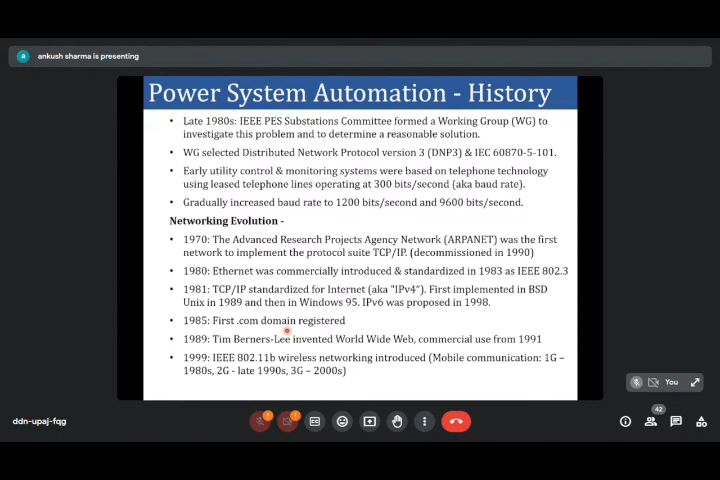 a
ankush sharma is presenting
Power System Automation - History
• Late 1980s: IEEE PES Substations Committee formed a Working Group (WG) to
investigate this problem and to determine a reasonable solution.
• WG selected Distributed Network Protocol version 3 (DNP3) & IEC 60870-5-101.
• Early utility control & monitoring systems were based on telephone technology
using leased telephone lines operating at 300 bits/second (aka baud rate).
• Gradually increased baud rate to 1200 bits/second and 9600 bits/second.
Networking Evolution -
• 1970: The Advanced Research Projects Agency Network (ARPANET) was the first
network to implement the protocol suite TCP/IP. (decommissioned in 1990)
• 1980: Ethernet was commercially introduced & standardized in 1983 as IEEE 802.3
• 1981: TCP/IP standardized for Internet (aka "IPv4"). First implemented in BSD
Unix in 1989 and then in Windows 95. IPv6 was proposed in 1998.
• 1985: First .com domain registered
• 1989: Tim Berners-Lee invented World Wide Web, commercial use from 1991
• 1999: IEEE 802.11b wireless networking introduced (Mobile communication: 1G –
1980s, 2G - late 1990s, 3G – 2000s)
You
42
ddn-upaj-fqg